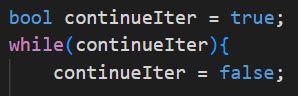 bool continueIter = true;
while(continueIter){
    continueIter = false;